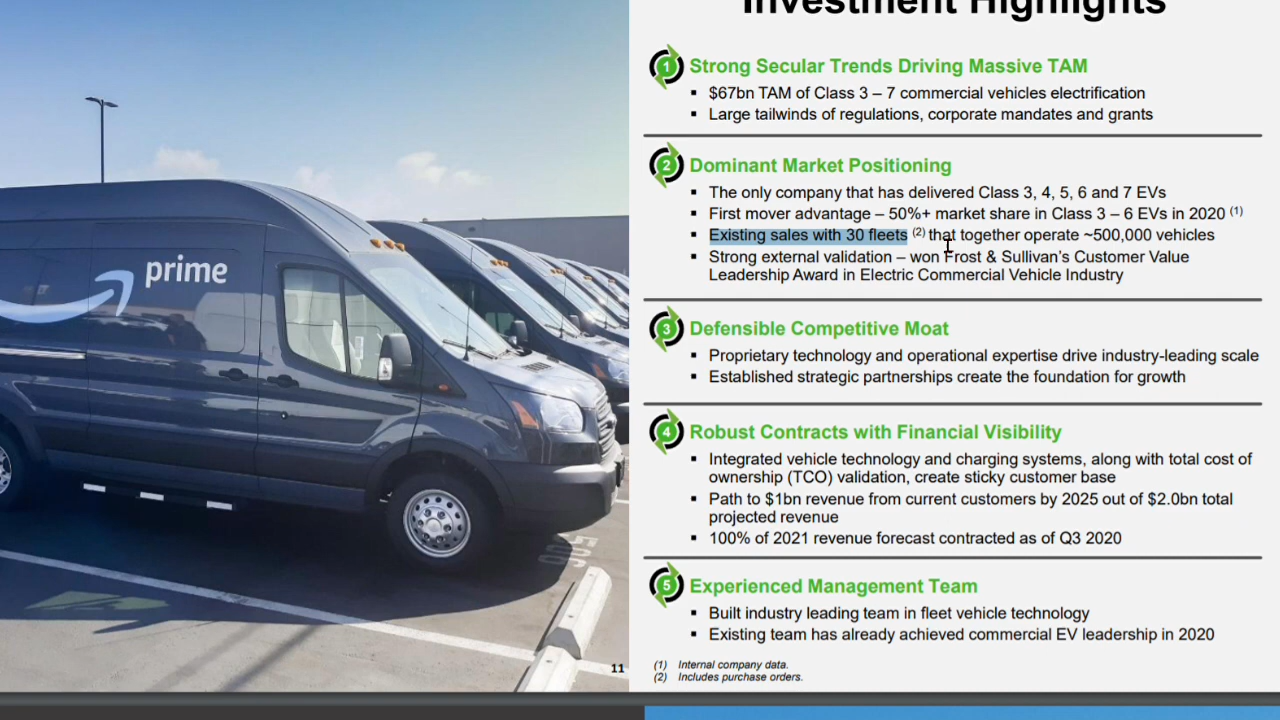 prime
Investment Highlights
1 Strong Secular Trends Driving Massive TAM
▪ $67bn TAM of Class 3 – 7 commercial vehicles electrification
▪ Large tailwinds of regulations, corporate mandates and grants
2 Dominant Market Positioning
▪ The only company that has delivered Class 3, 4, 5, 6 and 7 EVs
▪ First mover advantage – 50%+ market share in Class 3 – 6 EVs in 2020 (1)
▪ Existing sales with 30 fleets (2) that together operate ~500,000 vehicles
▪ Strong external validation – won Frost & Sullivan's Customer Value
Leadership Award in Electric Commercial Vehicle Industry
3 Defensible Competitive Moat
▪ Proprietary technology and operational expertise drive industry-leading scale
▪ Established strategic partnerships create the foundation for growth
4 Robust Contracts with Financial Visibility
▪ Integrated vehicle technology and charging systems, along with total cost of
ownership (TCO) validation, create sticky customer base
▪ Path to $1bn revenue from current customers by 2025 out of $2.0bn total
projected revenue
▪ 100% of 2021 revenue forecast contracted as of Q3 2020
5 Experienced Management Team
▪ Built industry leading team in fleet vehicle technology
▪ Existing team has already achieved commercial EV leadership in 2020
11
(1) Internal company data.
(2) Includes purchase orders.